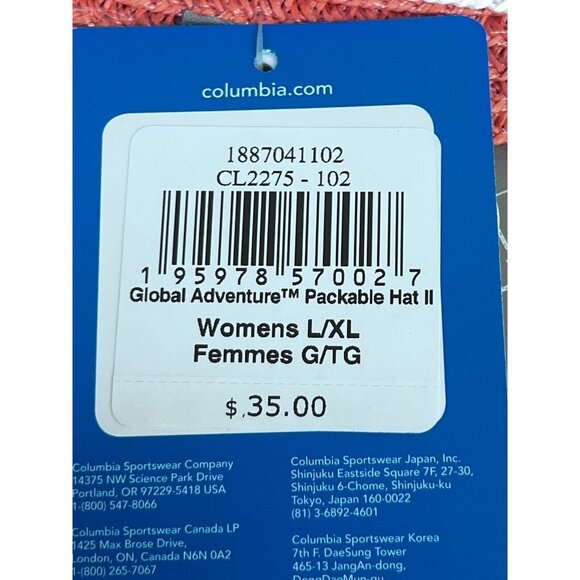 columbia.com
1887041102
CL2275 - 102
1 95978 57002 7
Global Adventure™ Packable Hat II
Womens L/XL
Femmes G/TG
$ .35.00
Columbia Sportswear Company
14375 NW Science Park Drive
Portland, OR 97229-5418 USA
1-(800) 547-8066
Columbia Sportswear Canada LP
1425 Max Brose Drive,
London, ON, Canada N6N 0A2
1-(800) 265-7067
Columbia Sportswear Japan, Inc.
Shinjuku Eastside Square 7F, 27-30,
Shinjuku 6-Chome, Shinjuku-ku
Tokyo, Japan 160-0022
(81) 3-6892-4601
Columbia Sportswear Korea
7th F. DaeSung Tower
465-13 JangAn-dong,
DongDaeMun-gu